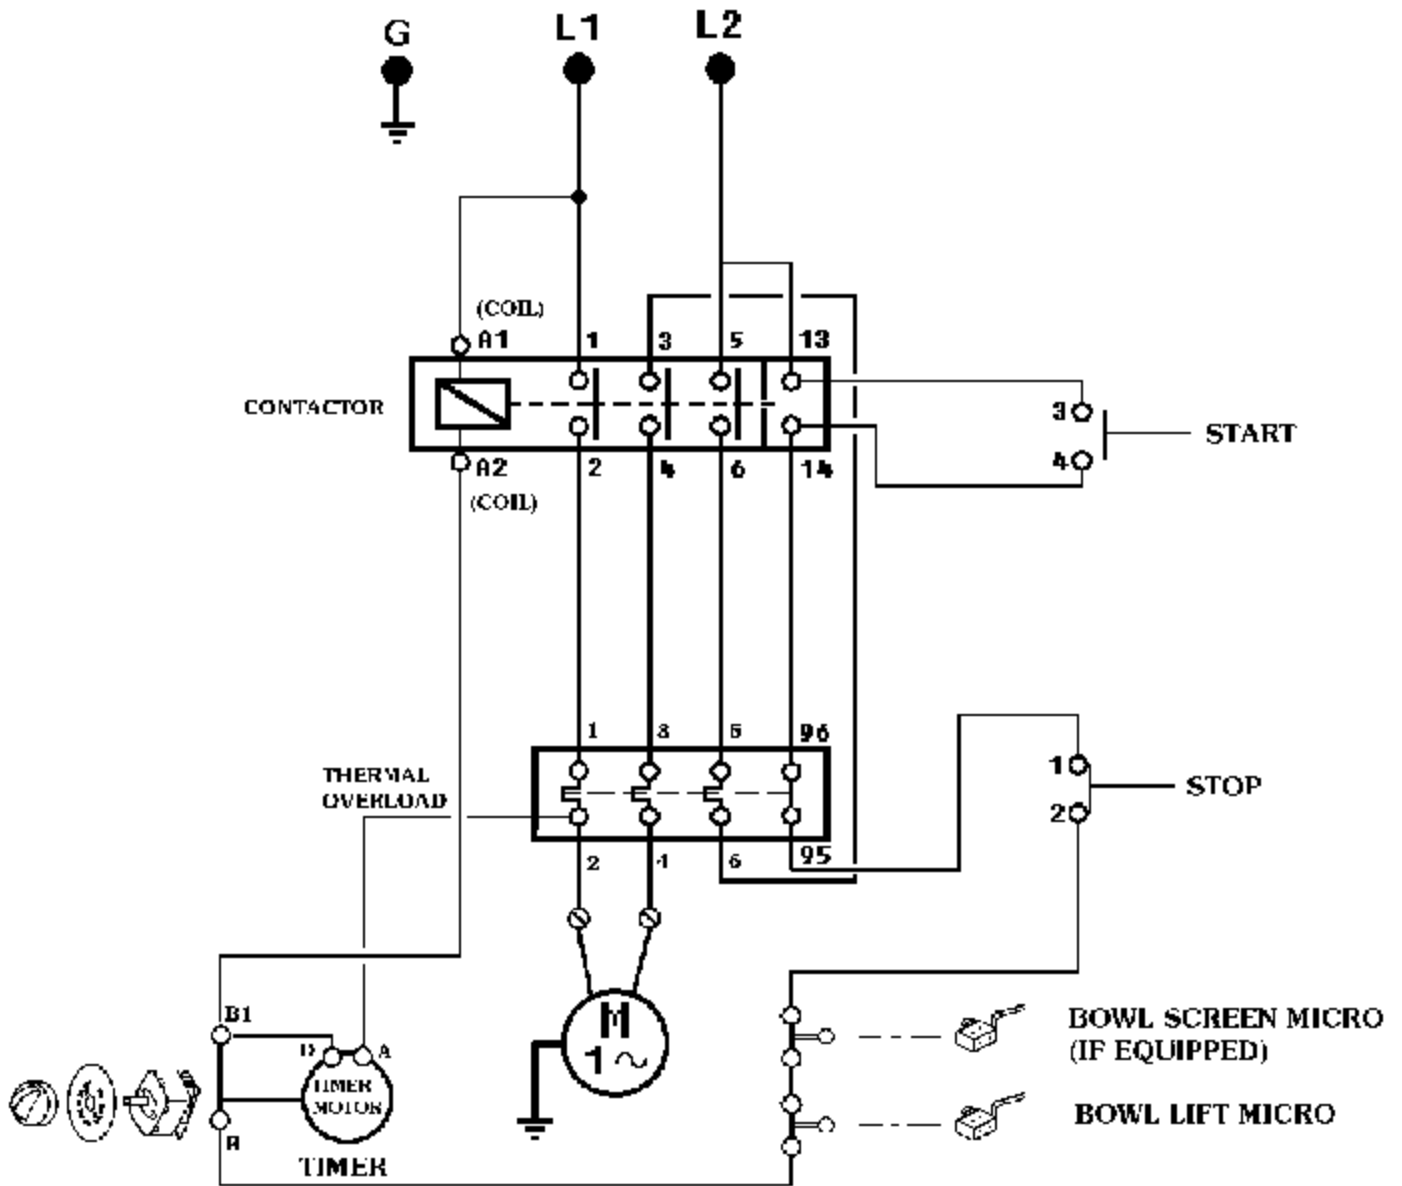 G
L1
L2
(COIL)
A1
1
3
5
13
CONTACTOR
3
START
4
A2
2
4
6
14
(COIL)
1
3
5
96
1
THERMAL
OVERLOAD
STOP
2
2
4
6
95
M
1~
B1
D
A
TIMER
MOTOR
BOWL SCREEN MICRO
(IF EQUIPPED)
BOWL LIFT MICRO
TIMER